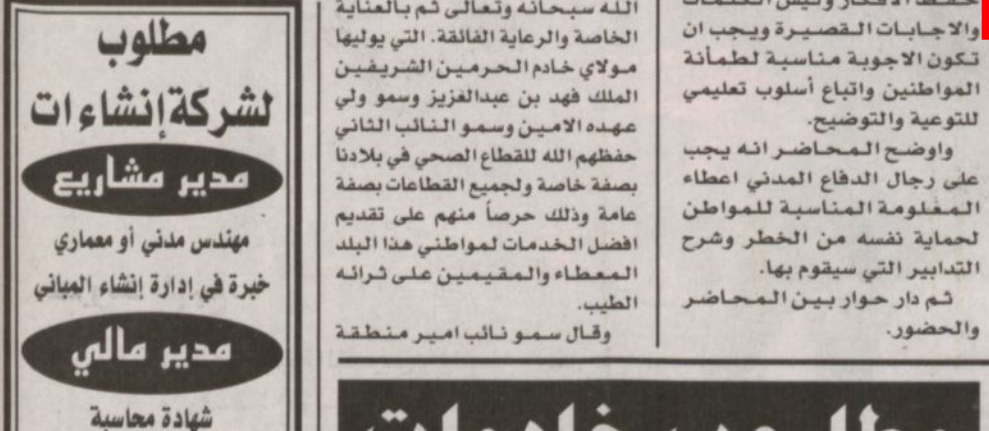 والاجابات القصيرة ويجب ان
تكون الاجوبة مناسبة لطمأنة
المواطنين واتباع أسلوب تعليمي
للتوعية والتوضيح.
واوضح المحاضر انه يجب
على رجال الدفاع المدني اعطاء
المعلومة المناسبة للمواطن
لحماية نفسه من الخطر وشرح
التدابير التي سيقوم بها.
ثم دار حوار بين المحاضر
والحضور.
الله سبحانه وتعالى ثم بالعناية
الخاصة والرعاية الفائقة. التي يوليها
مولاي خادم الحرمين الشريفين
الملك فهد بن عبدالعزيز وسمو ولي
عهده الامين وسمو النائب الثاني
حفظهم الله للقطاع الصحي في بلادنا
بصفة خاصة ولجميع القطاعات بصفة
عامة وذلك حرصاً منهم على تقديم
افضل الخدمات لمواطني هذا البلد
المعطاء والمقيمين على ثرائه
الطيب.
وقال سمو نائب امير منطقة
مطلوب
لشركة إنشاءات
مدير مشاريع
مهندس مدني أو معماري
خبرة في إدارة إنشاء المباني
مدير مالي
شهادة محاسبة